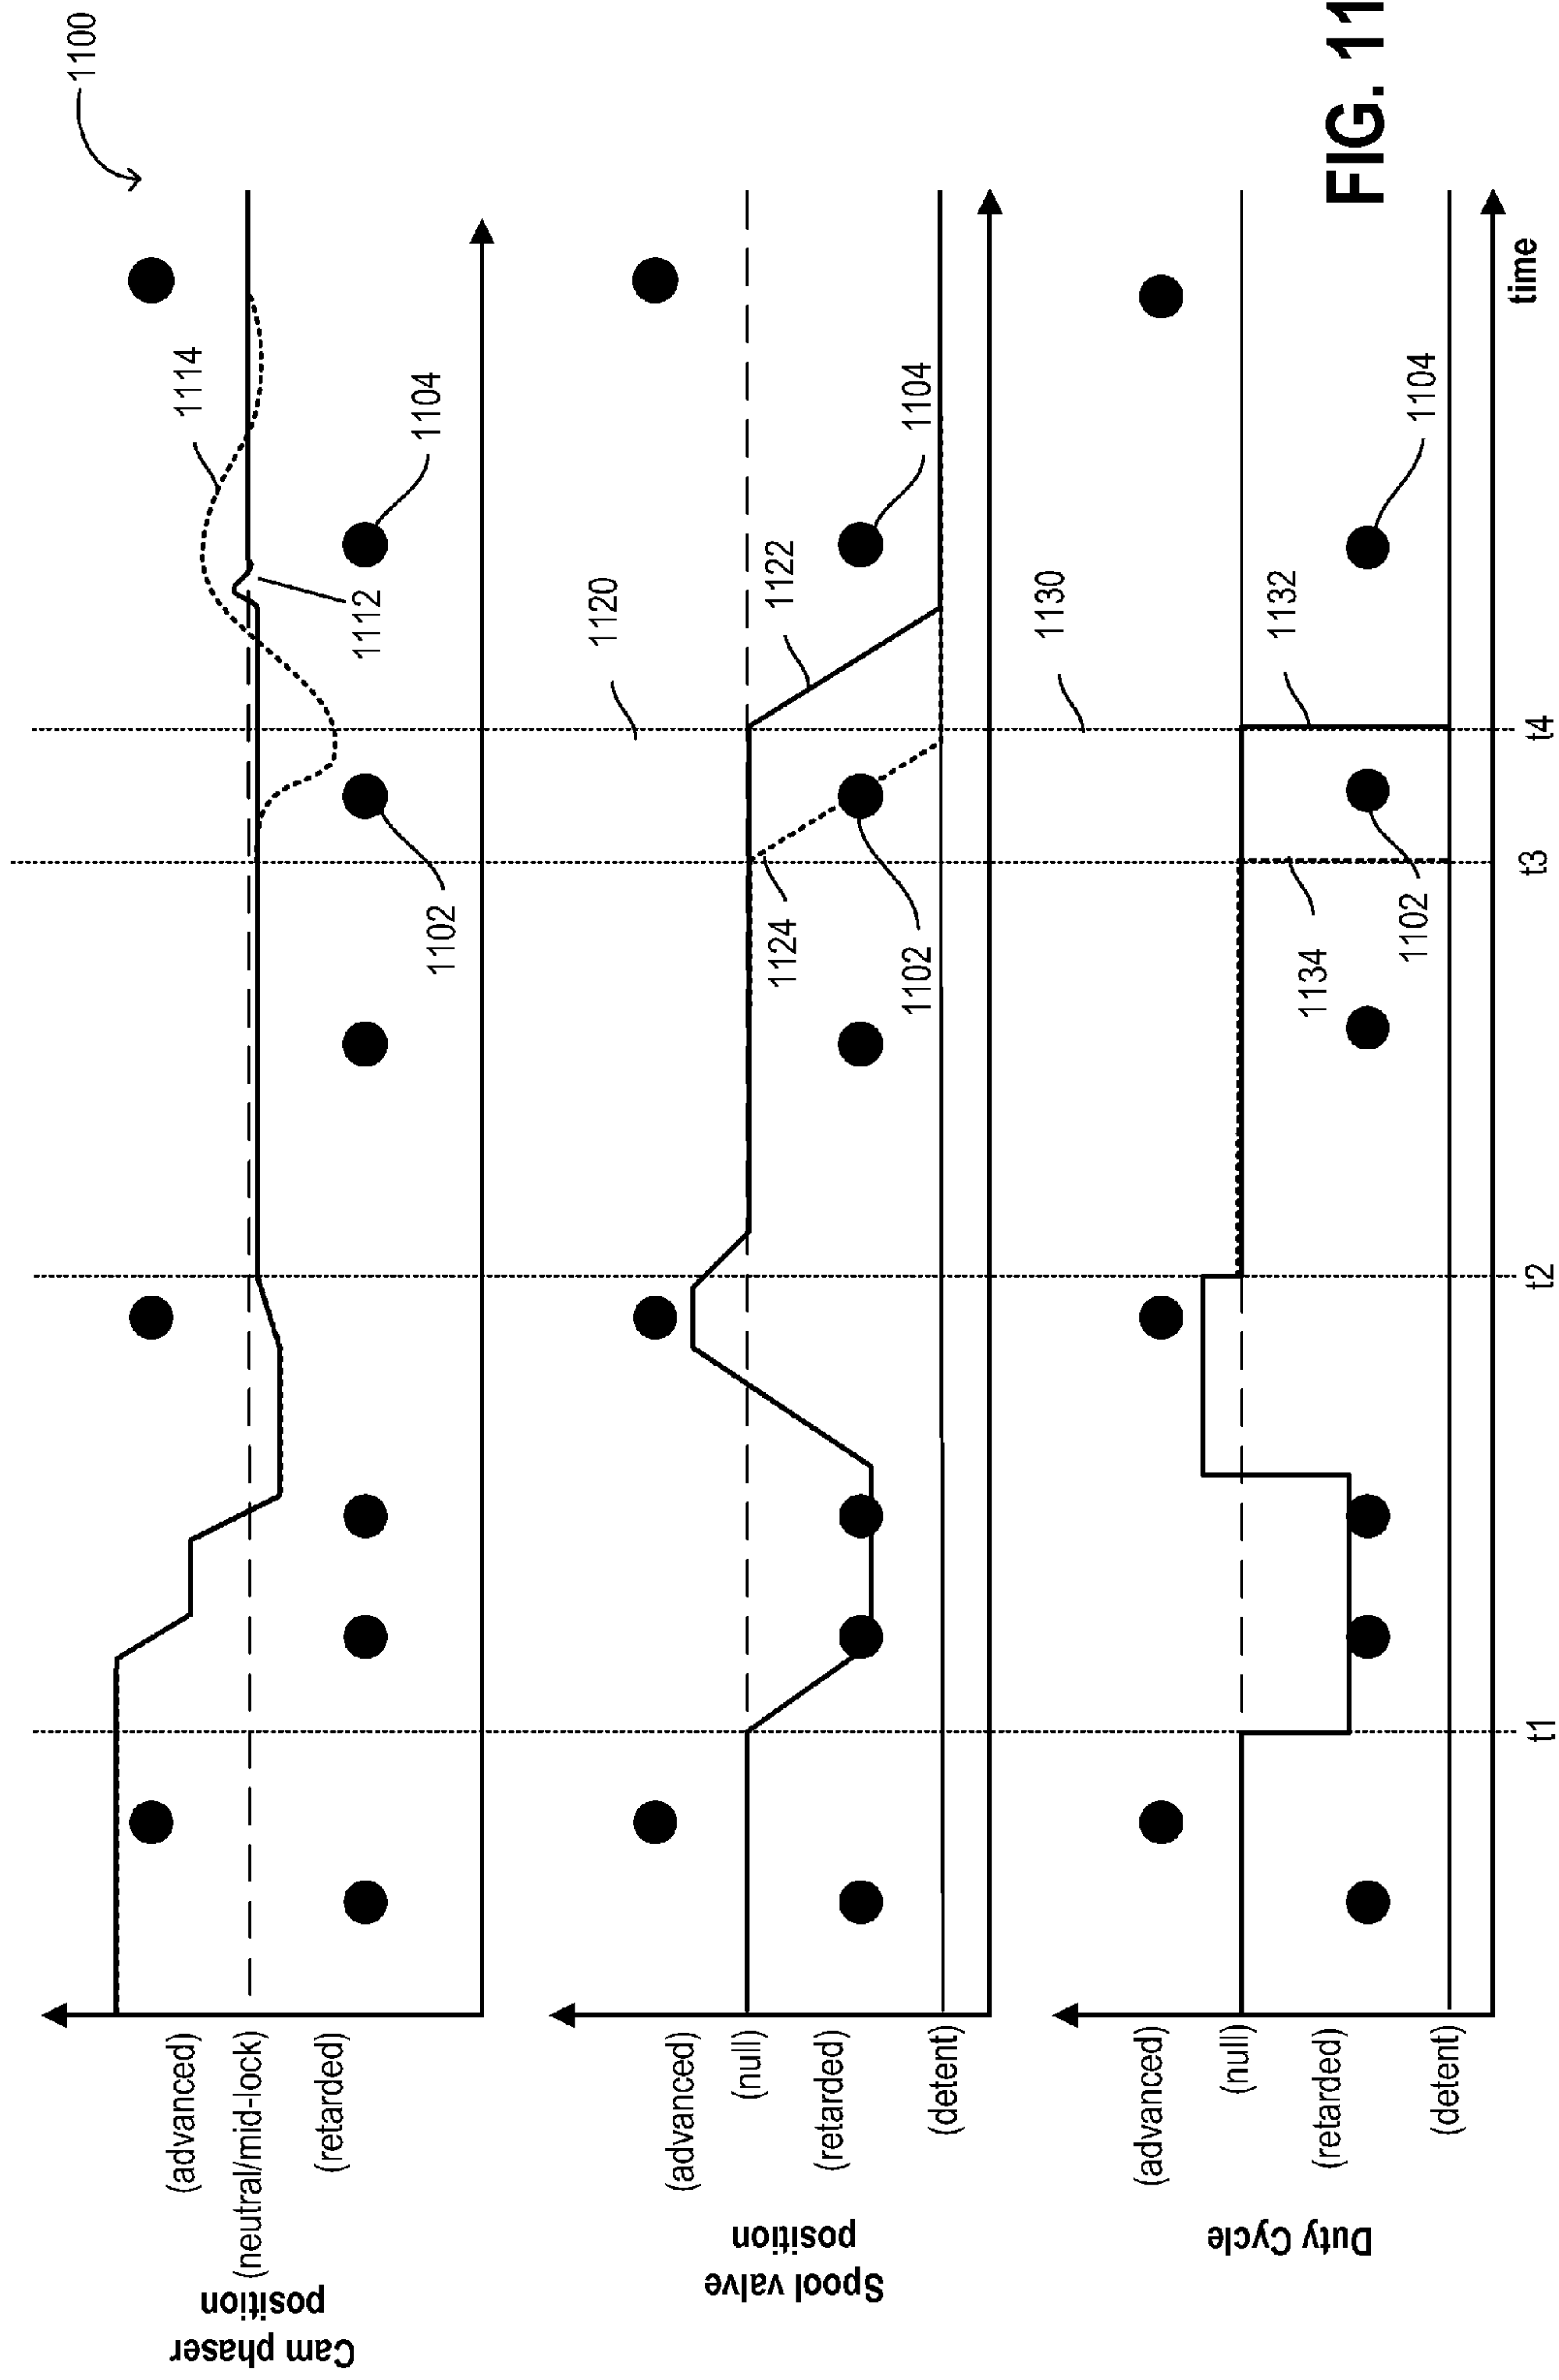 1100
Cam phaser
position
(advanced)
(neutral/mid-lock)
(retarded)
1114
1112
1104
1102
Spool valve
position
(advanced)
(null)
(retarded)
(detent)
1120
1122
1124
1104
1102
Duty Cycle
(advanced)
(null)
(retarded)
(detent)
1130
1132
1134
1104
1102
t1
t2
t3
t4
time
FIG. 11